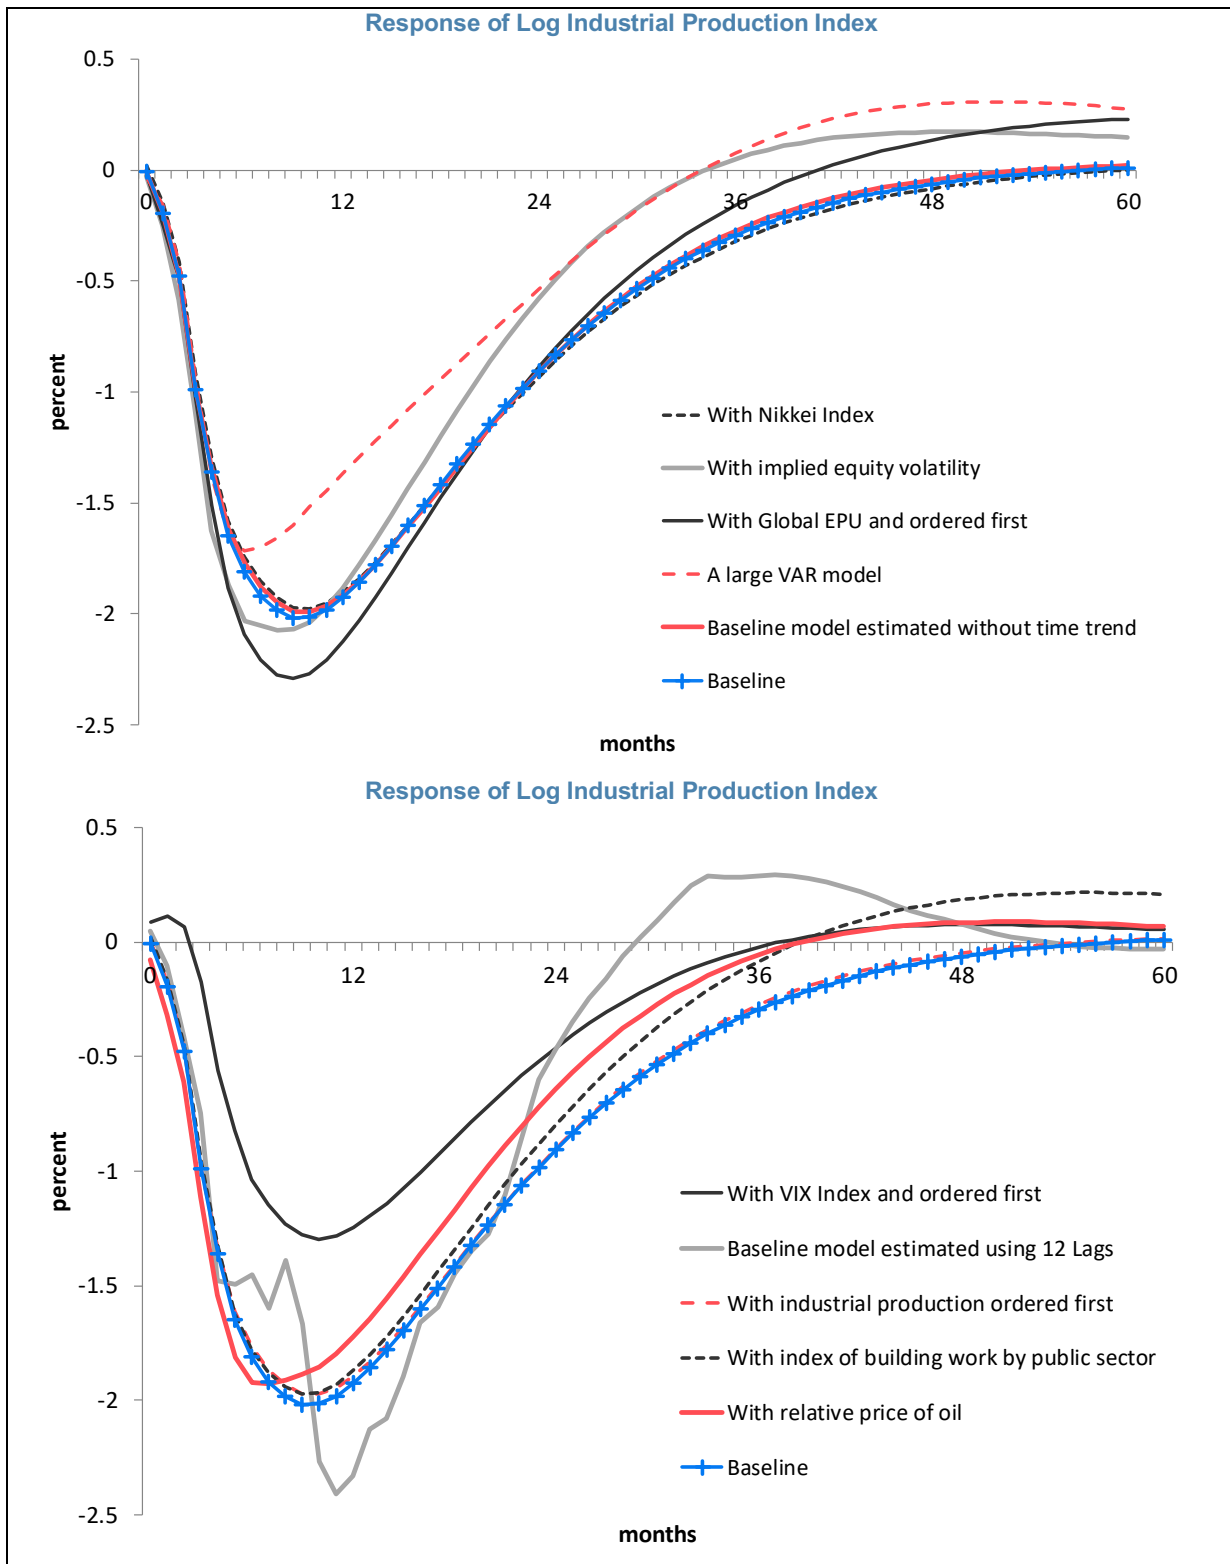 Response of Log Industrial Production Index
0.5
0
-0.5
-1
-1.5
-2
-2.5
0
12
24
36
48
60
percent
months
With Nikkei Index
With implied equity volatility
With Global EPU and ordered first
A large VAR model
Baseline model estimated without time trend
Baseline
Response of Log Industrial Production Index
0.5
0
-0.5
-1
-1.5
-2
-2.5
0
12
24
36
48
60
percent
months
With VIX Index and ordered first
Baseline model estimated using 12 Lags
With industrial production ordered first
With index of building work by public sector
With relative price of oil
Baseline